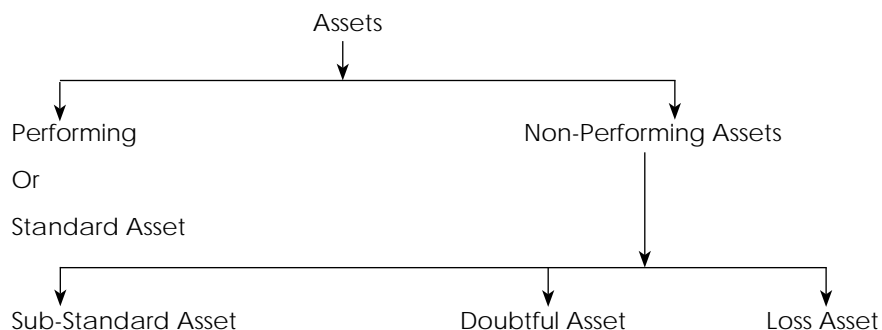 Assets
Performing Non-Performing Assets
Or
Standard Asset
Sub-Standard Asset Doubtful Asset Loss Asset